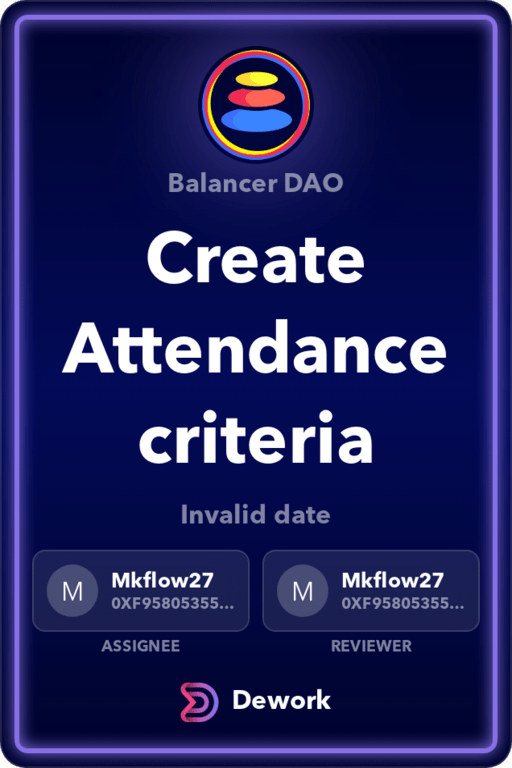 Balancer DAO
Create
Attendance
criteria
Invalid date
M
Mkflow27
0XF95805355...
ASSIGNEE
M
Mkflow27
0XF95805355...
REVIEWER
Dework